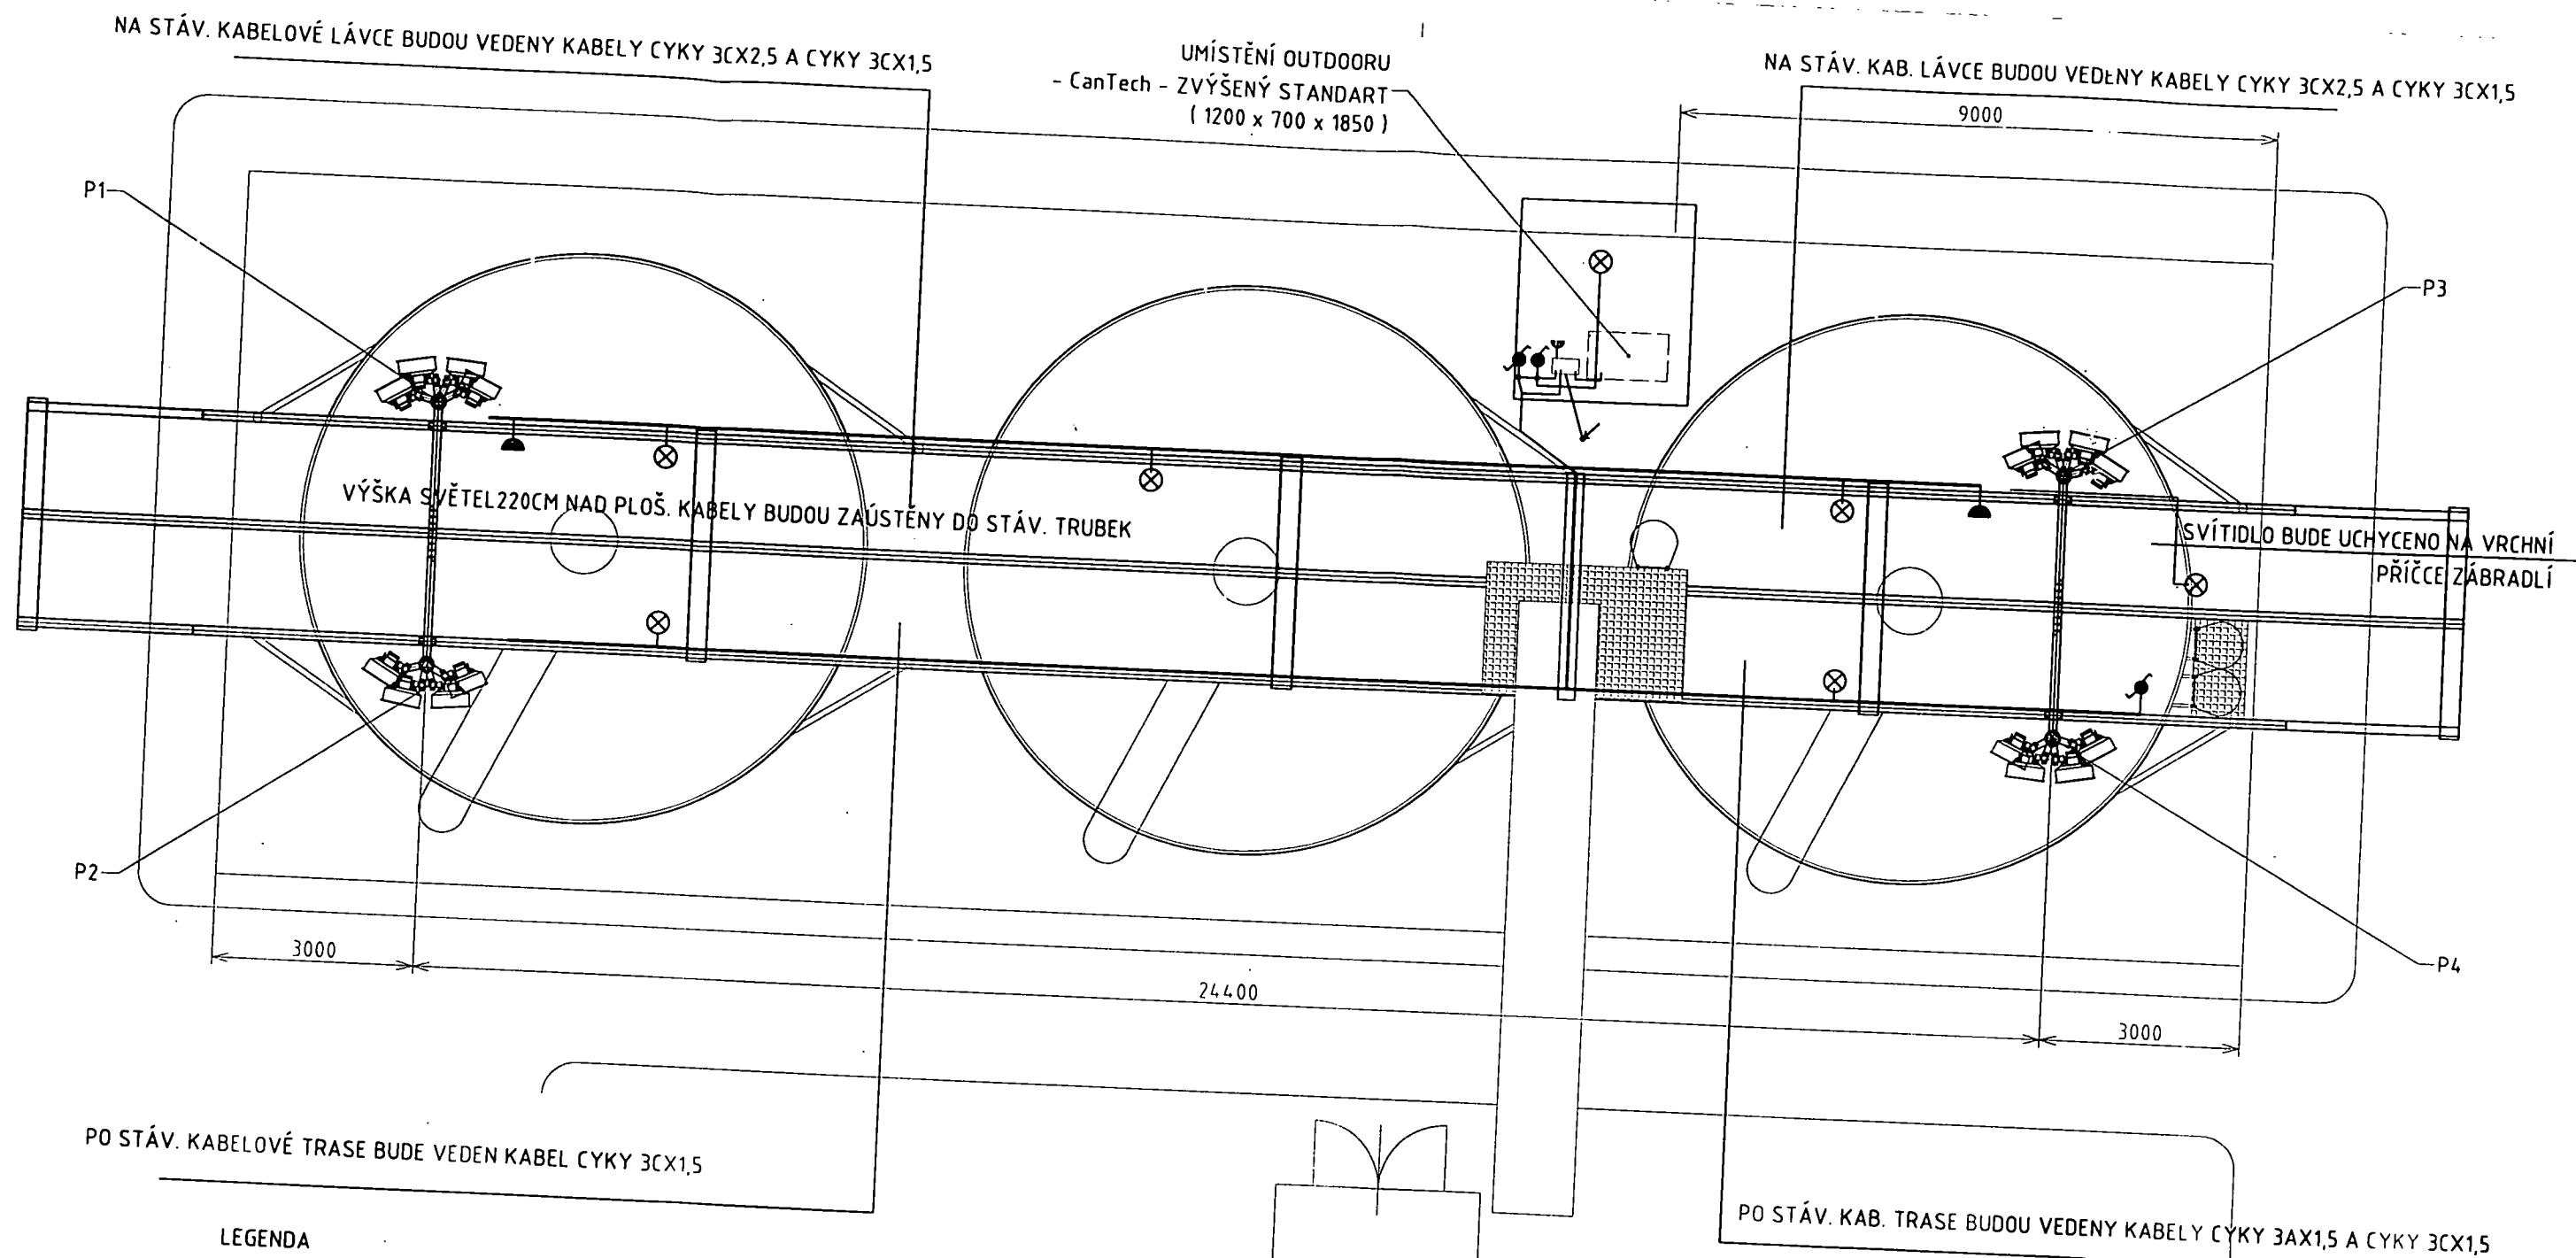 NA STÁV. KABELOVÉ LÁVCE BUDOU VEDENY KABELY CYKY 3CX2,5 A CYKY 3CX1,5
UMÍSTĚNÍ OUTDOORU
- CanTech - ZVÝŠENÝ STANDART
( 1200 x 700 x 1850 )
NA STÁV. KAB. LÁVCE BUDOU VEDENY KABELY CYKY 3CX2,5 A CYKY 3CX1,5
9000
P1
P3
VÝŠKA SVĚTEL220CM NAD PLOŠ. KABELY BUDOU ZAÚSTĚNY DO STÁV. TRUBEK
SVÍTIDLO BUDE UCHYCENO NA VRCHNÍ
PŘÍČCE ZÁBRADLÍ
P2
P4
3000
24400
3000
PO STÁV. KABELOVÉ TRASE BUDE VEDEN KABEL CYKY 3CX1,5
PO STÁV. KAB. TRASE BUDOU VEDENY KABELY CYKY 3AX1,5 A CYKY 3CX1,5
LEGENDA